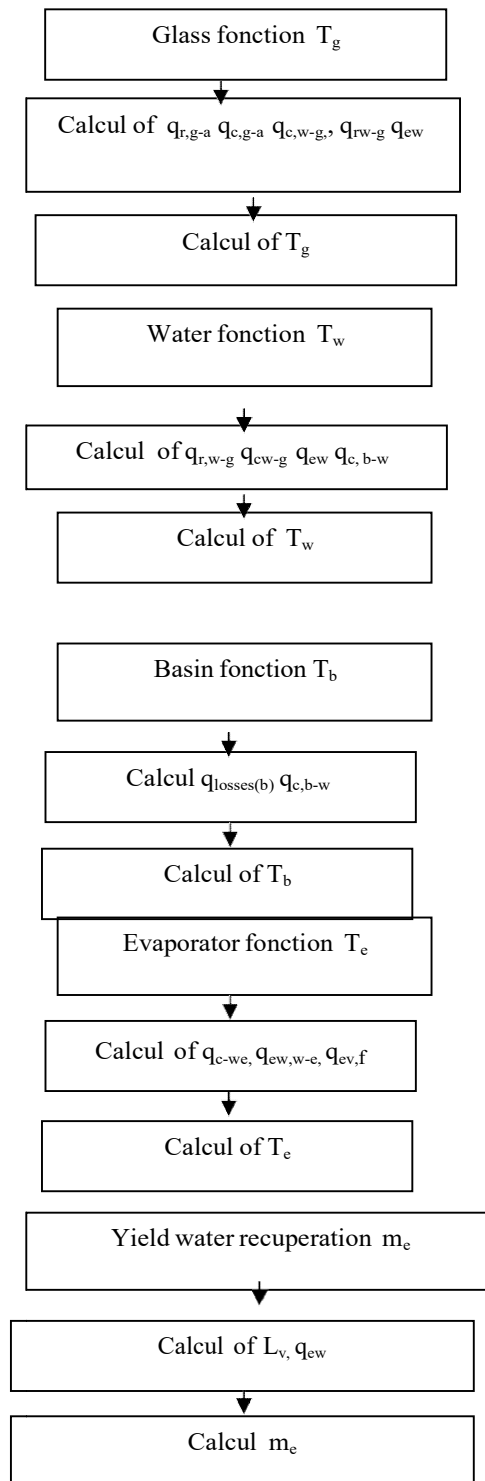 Glass fonction T_g
Calcul of q_r,g-a q_c,g-a q_c,w-g,, q_rw-g q_ew
Calcul of T_g
Water fonction T_w
Calcul of q_r,w-g q_cw-g q_ew q_c, b-w
Calcul of T_w
Basin fonction T_b
Calcul q_losses(b) q_c,b-w
Calcul of T_b
Evaporator fonction T_e
Calcul of q_c-we, q_ew,w-e, q_ev,f
Calcul of T_e
Yield water recuperation m_e
Calcul of L_v, q_ew
Calcul m_e